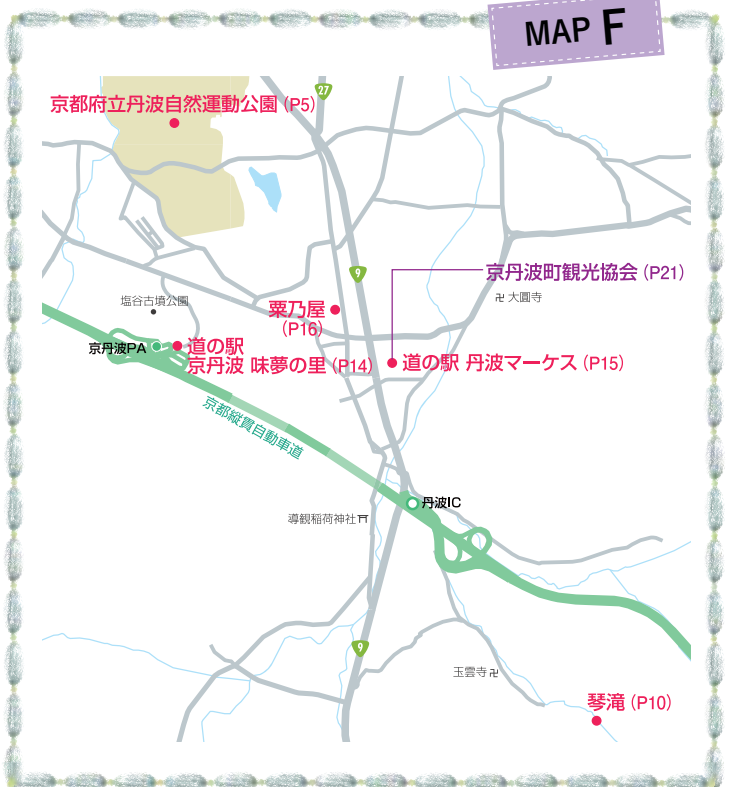 MAP F
27
京都府立丹波自然運動公園 (P5)
9
京丹波町観光協会 (P21)
卍 大圓寺
塩谷古墳公園
粟乃屋
(P16)
京丹波PA
道の駅
京丹波 味夢の里 (P14)
道の駅 丹波マーケス (P15)
京都縦貫自動車道
丹波IC
導観稲荷神社
9
玉雲寺 卍
琴滝 (P10)